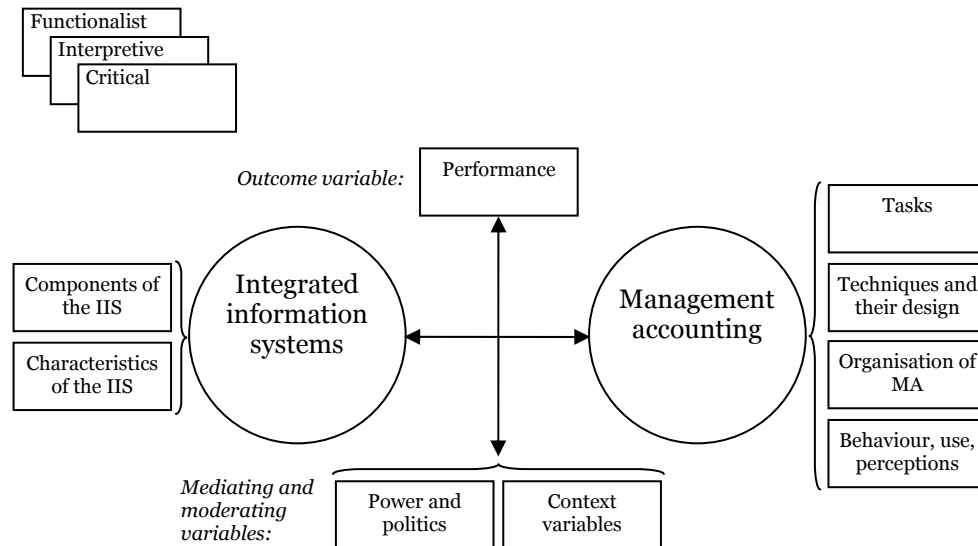 Functionalist
Interpretive
Critical
Outcome variable:
Performance
Components of
the IIS
Characteristics
of the IIS
Integrated
information
systems
Management
accounting
Tasks
Techniques and
their design
Organisation of
MA
Behaviour, use,
perceptions
Mediating and
moderating
variables:
Power and
politics
Context
variables